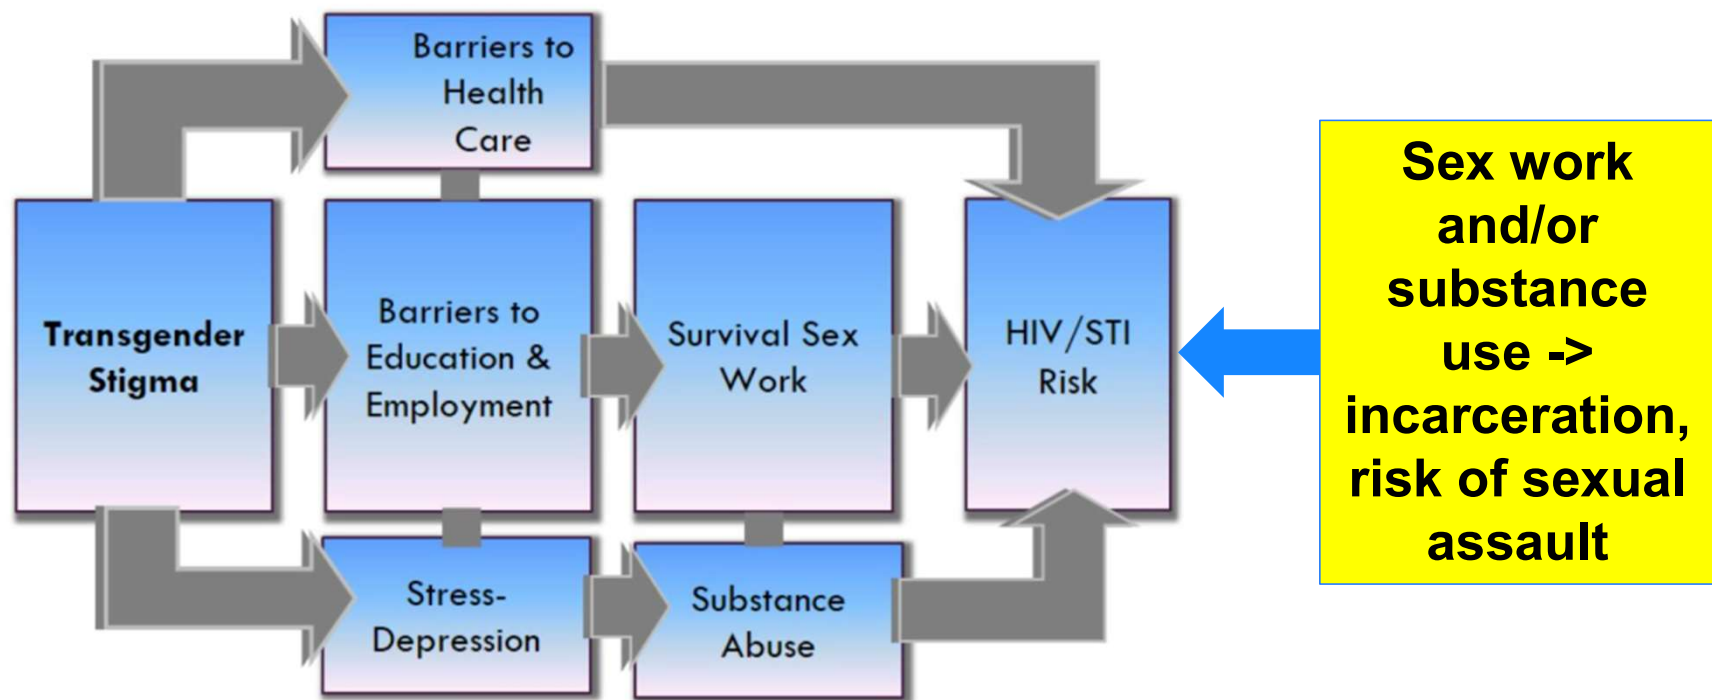 Barriers to
Health
Care
Transgender
Stigma
Barriers to
Education &
Employment
Survival Sex
Work
HIV/STI
Risk
Stress-
Depression
Substance
Abuse
Sex work
and/or
substance
use ->
incarceration,
risk of sexual
assault